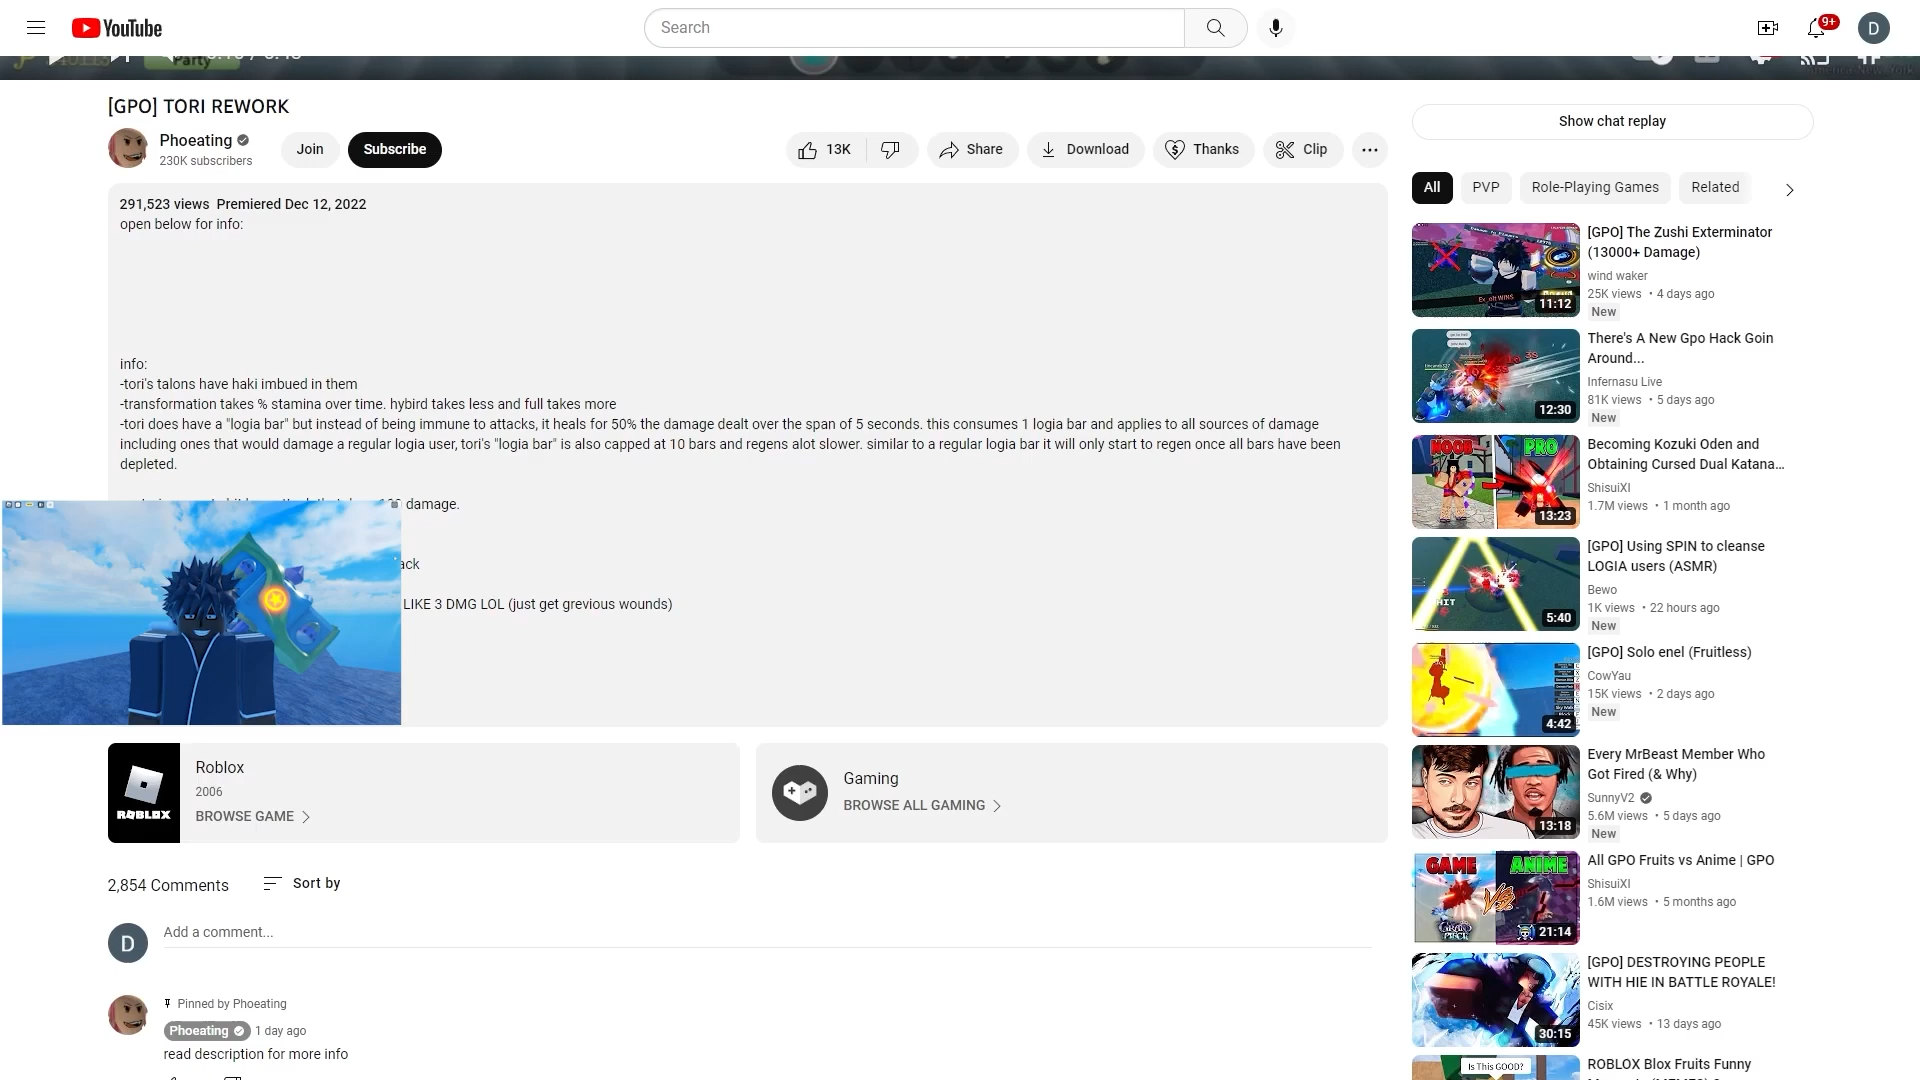 YouTube
Search
9+
D
[GPO] TORI REWORK
Phoeating
230K subscribers
Join
Subscribe
13K
Share
Download
Thanks
Clip
291,523 views Premiered Dec 12, 2022
open below for info:
info:
-tori's talons have haki imbued in them
-transformation takes % stamina over time. hybird takes less and full takes more
-tori does have a "logia bar" but instead of being immune to attacks, it heals for 50% the damage dealt over the span of 5 seconds. this consumes 1 logia bar and applies to all sources of damage
including ones that would damage a regular logia user, tori's "logia bar" is also capped at 10 bars and regens alot slower. similar to a regular logia bar it will only start to regen once all bars have been
depleted.
damage.
ack
LIKE 3 DMG LOL (just get grevious wounds)
ROBLOX
Roblox
2006
BROWSE GAME
Gaming
BROWSE ALL GAMING
2,854 Comments
Sort by
D
Add a comment...
Pinned by Phoeating
Phoeating
1 day ago
read description for more info
Show chat replay
All
PVP
Role-Playing Games
Related
11:12
[GPO] The Zushi Exterminator
(13000+ Damage)
wind waker
25K views • 4 days ago
New
12:30
There's A New Gpo Hack Goin
Around...
Infernasu Live
81K views • 5 days ago
New
NOOB
PRO
13:23
Becoming Kozuki Oden and
Obtaining Cursed Dual Katana...
ShisuiXI
1.7M views • 1 month ago
HIT
5:40
[GPO] Using SPIN to cleanse
LOGIA users (ASMR)
Bewo
1K views • 22 hours ago
New
4:42
[GPO] Solo enel (Fruitless)
CowYau
15K views • 2 days ago
New
13:18
Every MrBeast Member Who
Got Fired (& Why)
SunnyV2
5.6M views • 5 days ago
New
GAME
ANIME
VS
21:14
All GPO Fruits vs Anime | GPO
ShisuiXI
1.6M views • 5 months ago
30:15
[GPO] DESTROYING PEOPLE
WITH HIE IN BATTLE ROYALE!
Cisix
45K views • 13 days ago
Is This GOOD?
ROBLOX Blox Fruits Funny